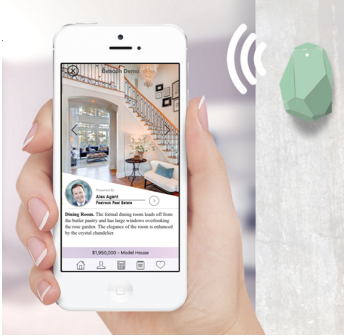 Beacon Demo
Presented By
Alex Agent
Peekaok Real Estate
Dining Room. The formal dining room leads off from
the butler pantry and has large windows overlooking
the rose garden. The elegance of the room is enhanced
by the crystal chandelier
$1,950,000 - Model House